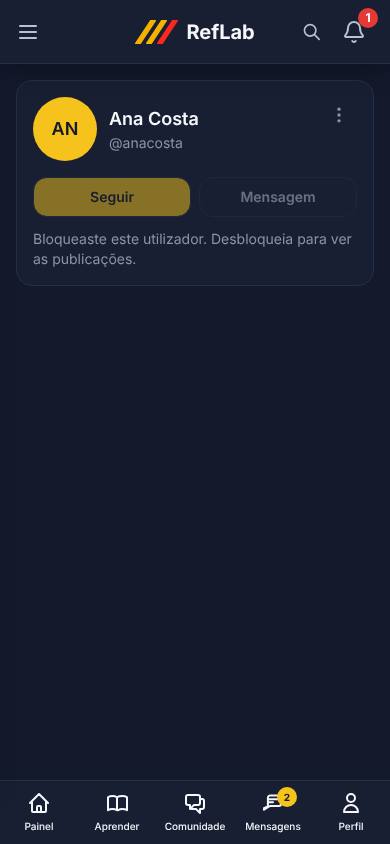 RefLab
1
AN
Ana Costa
@anacosta
Seguir
Mensagem
Bloqueaste este utilizador. Desbloqueia para ver
as publicações.
2
Painel
Aprender
Comunidade
Mensagens
Perfil